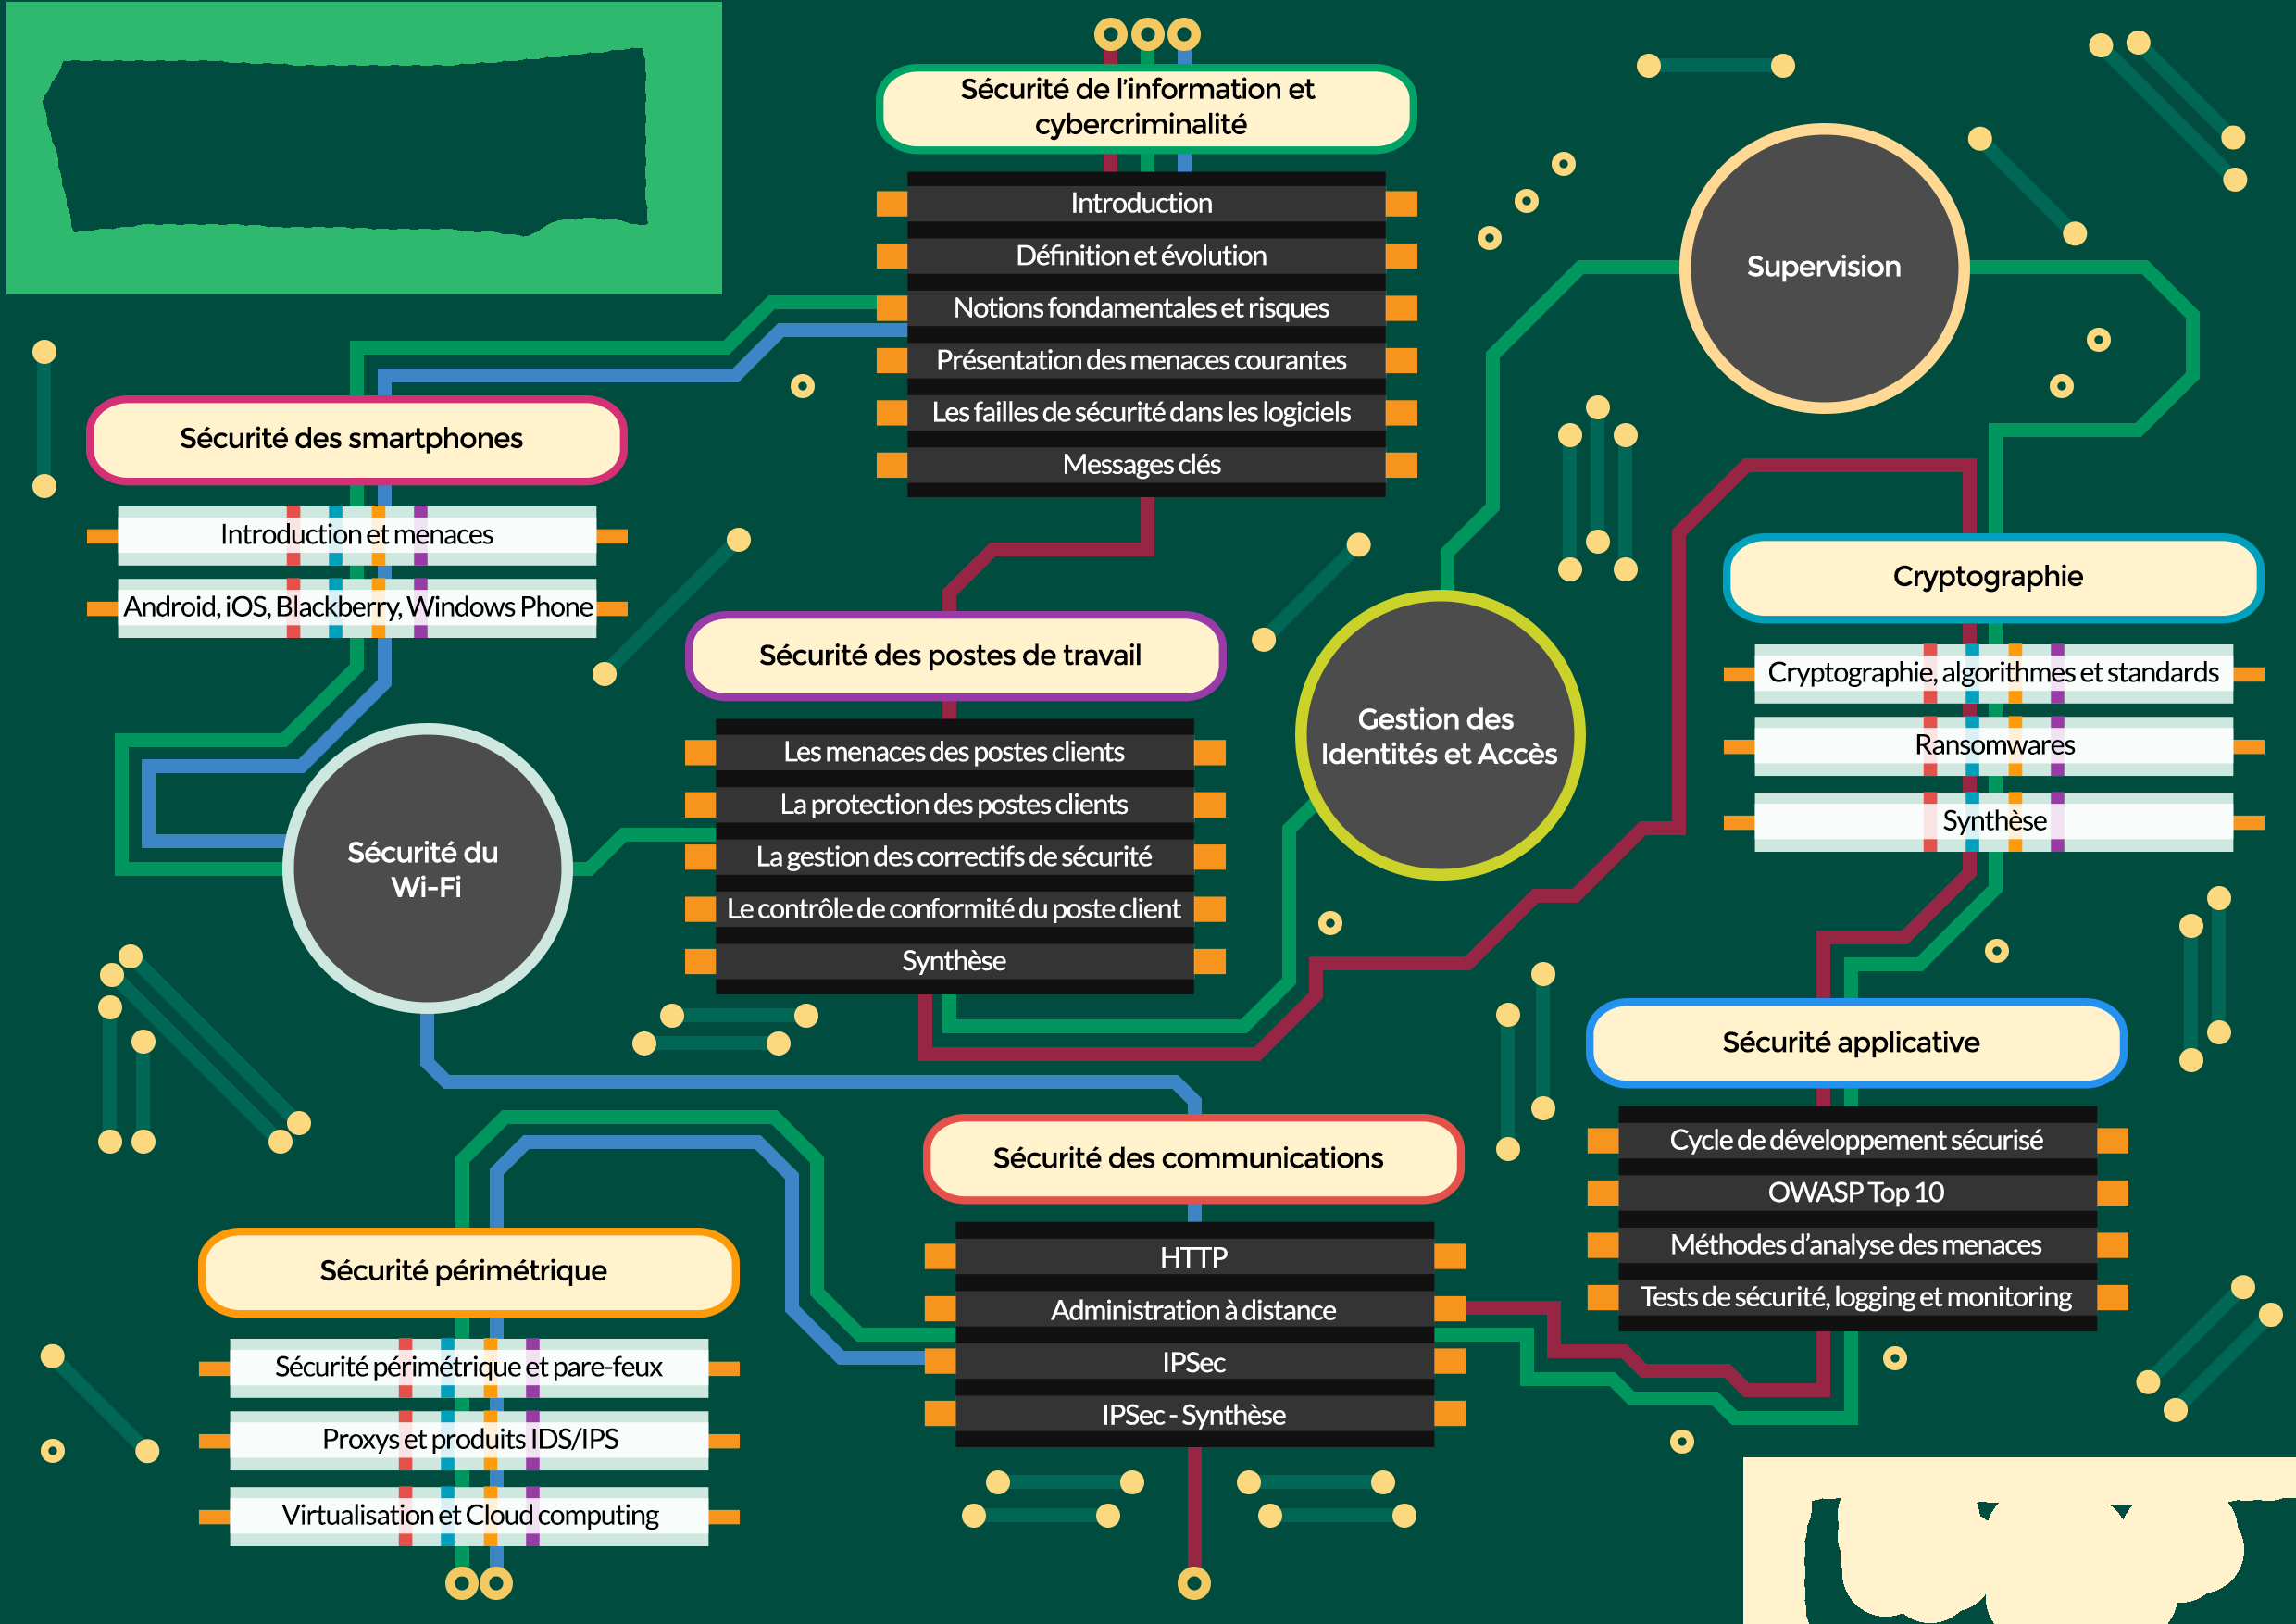 Sécurité de l'information et
cybercriminalité
Introduction
Définition et évolution
Notions fondamentales et risques
Présentation des menaces courantes
Les failles de sécurité dans les logiciels
Messages clés
Supervision
Sécurité des smartphones
Introduction et menaces
Android, iOS, Blackberry, Windows Phone
Sécurité des postes de travail
Les menaces des postes clients
La protection des postes clients
La gestion des correctifs de sécurité
Le contrôle de conformité du poste client
Synthèse
Gestion des
Identités et Accès
Cryptographie
Cryptographie, algorithmes et standards
Ransomwares
Synthèse
Sécurité du
Wi-Fi
Sécurité applicative
Cycle de développement sécurisé
OWASP Top 10
Méthodes d'analyse des menaces
Tests de sécurité, logging et monitoring
Sécurité des communications
HTTP
Administration à distance
IPSec
IPSec - Synthèse
Sécurité périmétrique
Sécurité périmétrique et pare-feux
Proxys et produits IDS/IPS
Virtualisation et Cloud computing